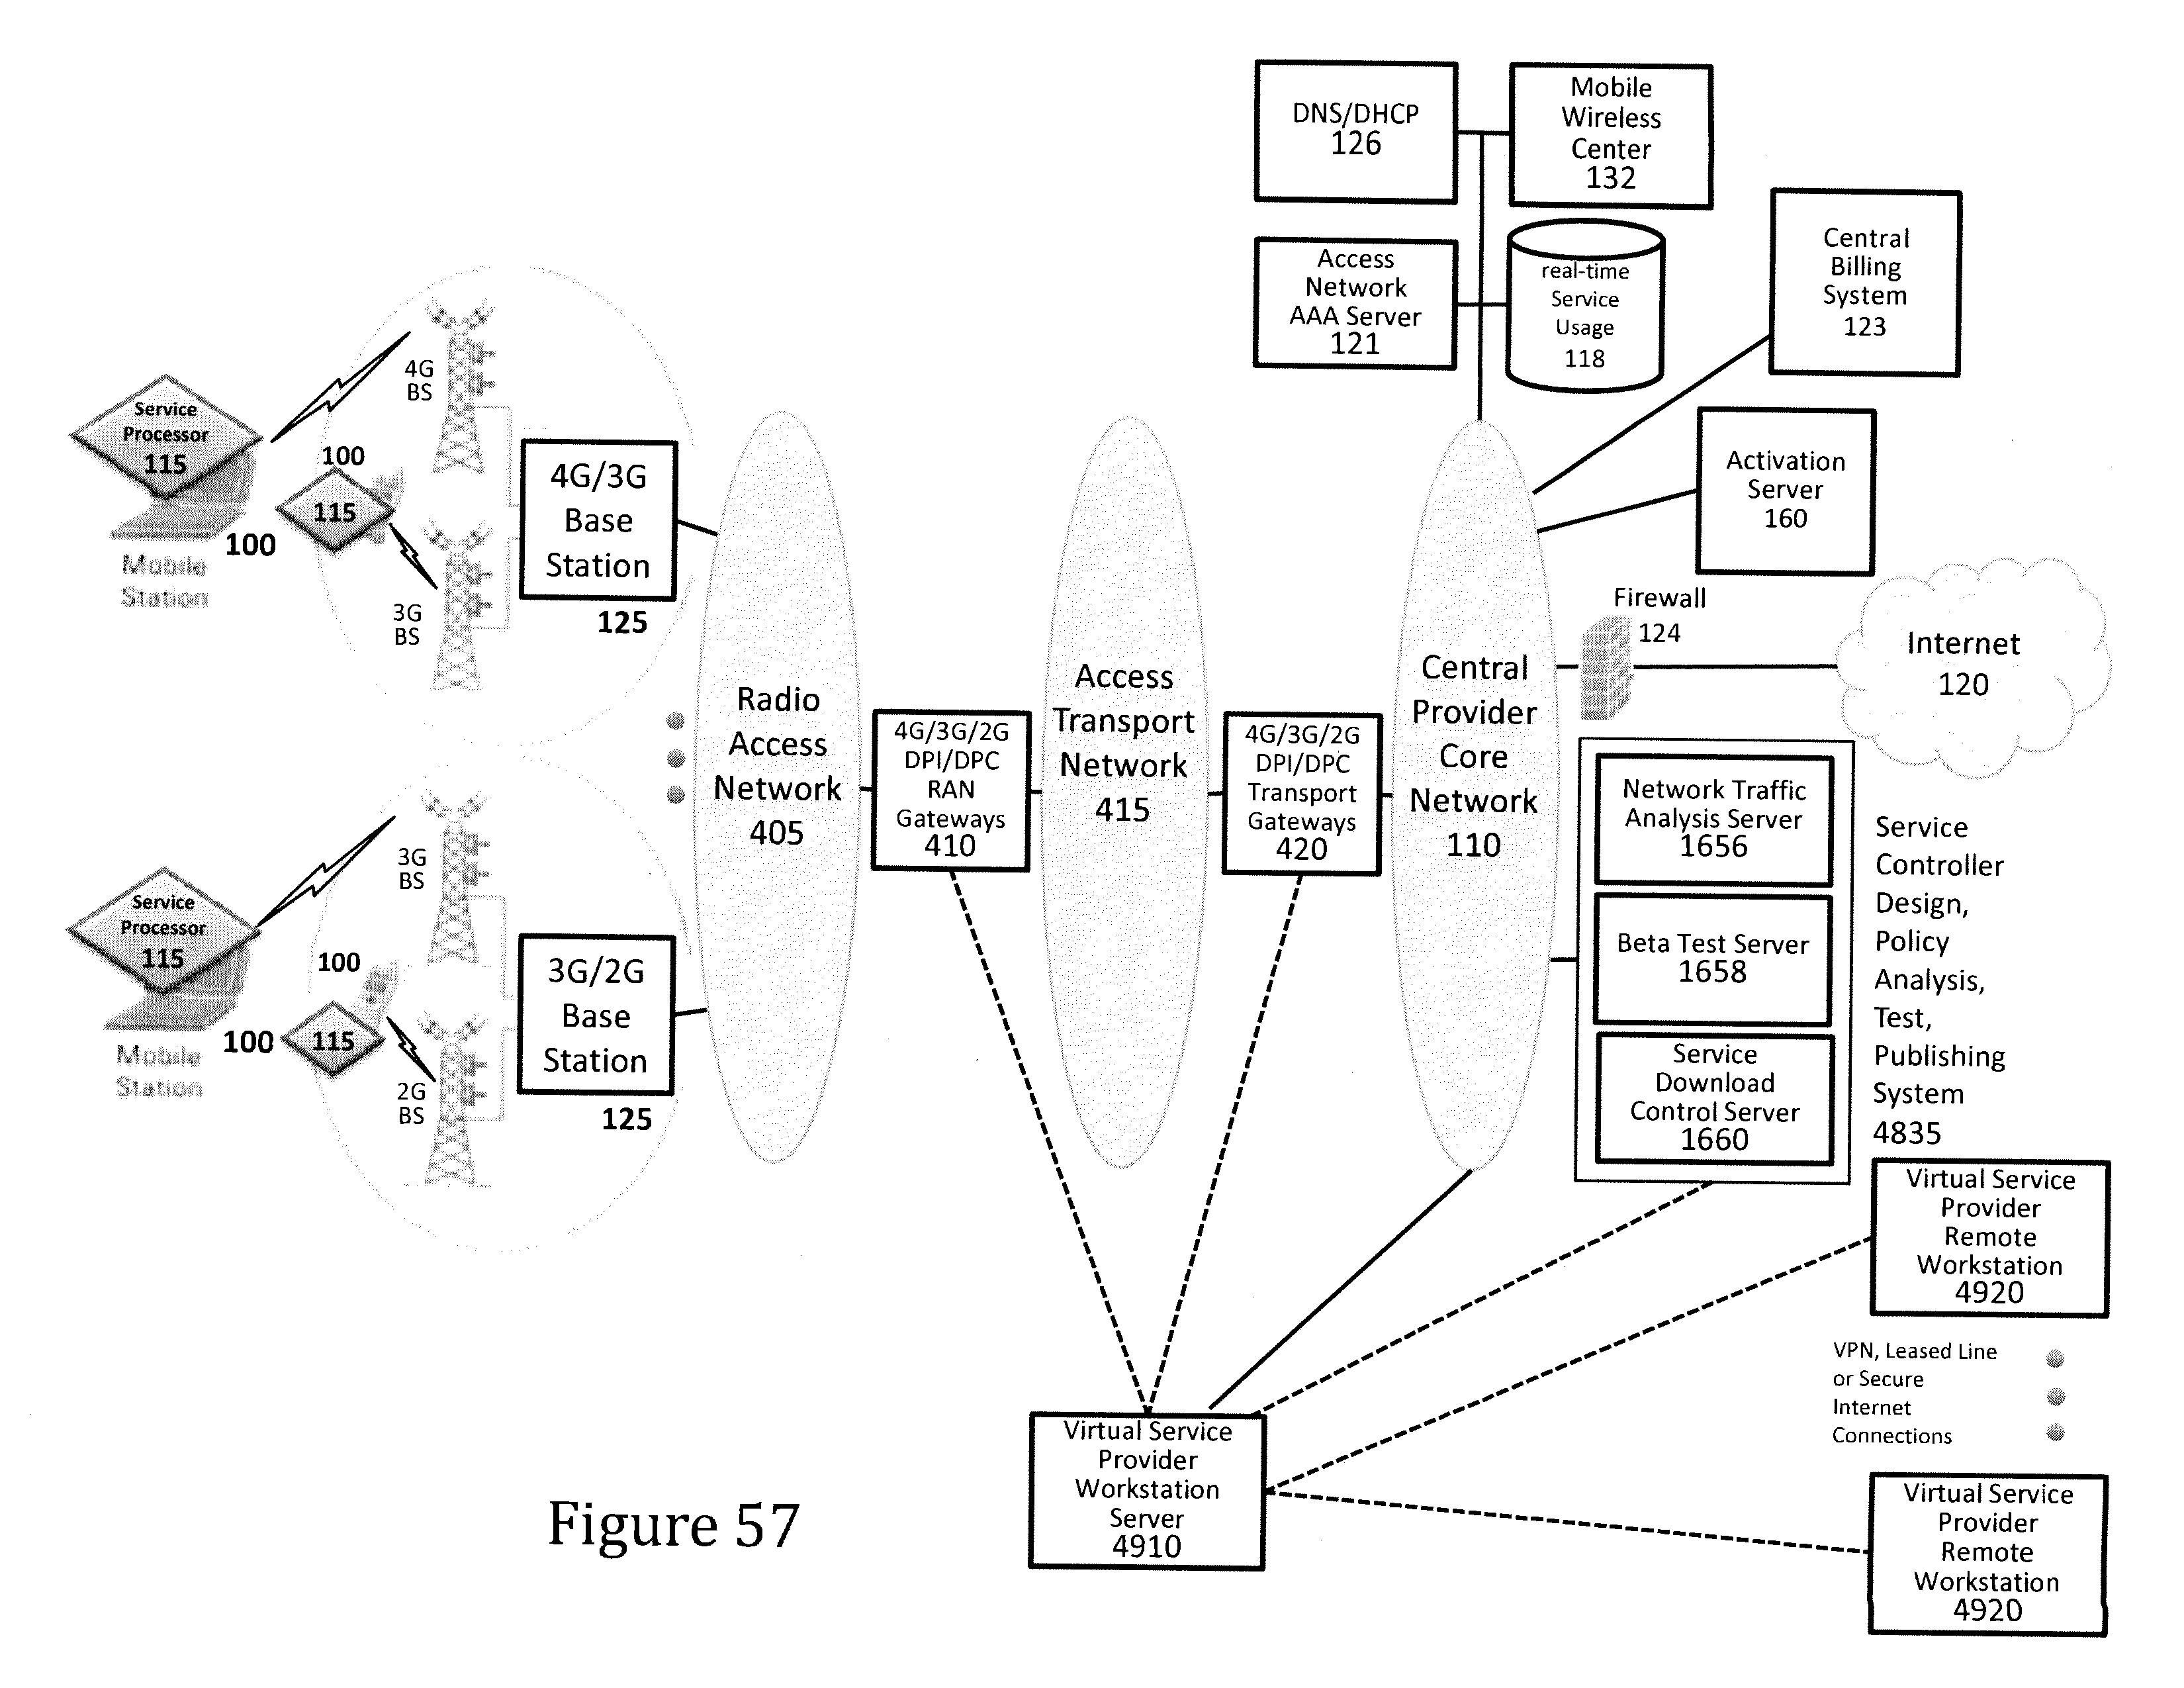 DNS/DHCP
126
Mobile
Wireless
Center
132
Access
Network
AAA Server
121
real-time
Service
Usage
118
Central
Billing
System
123
Activation
Server
160
Firewall
124
Internet
120
4G
BS
Service
Processor
115
100
115
100
Mobile
Station
3G
BS
4G/3G
Base
Station
125
3G
BS
Service
Processor
115
100
115
100
Mobile
Station
2G
BS
3G/2G
Base
Station
125
Radio
Access
Network
405
4G/3G/2G
DPI/DPC
RAN
Gateways
410
Access
Transport
Network
415
4G/3G/2G
DPI/DPC
Transport
Gateways
420
Central
Provider
Core
Network
110
Network Traffic
Analysis Server
1656
Beta Test Server
1658
Service
Download
Control Server
1660
Service
Controller
Design,
Policy
Analysis,
Test,
Publishing
System
4835
Virtual Service
Provider
Remote
Workstation
4920
VPN, Leased Line
or Secure
Internet
Connections
Virtual Service
Provider
Remote
Workstation
4920
Virtual Service
Provider
Workstation
Server
4910
Figure 57